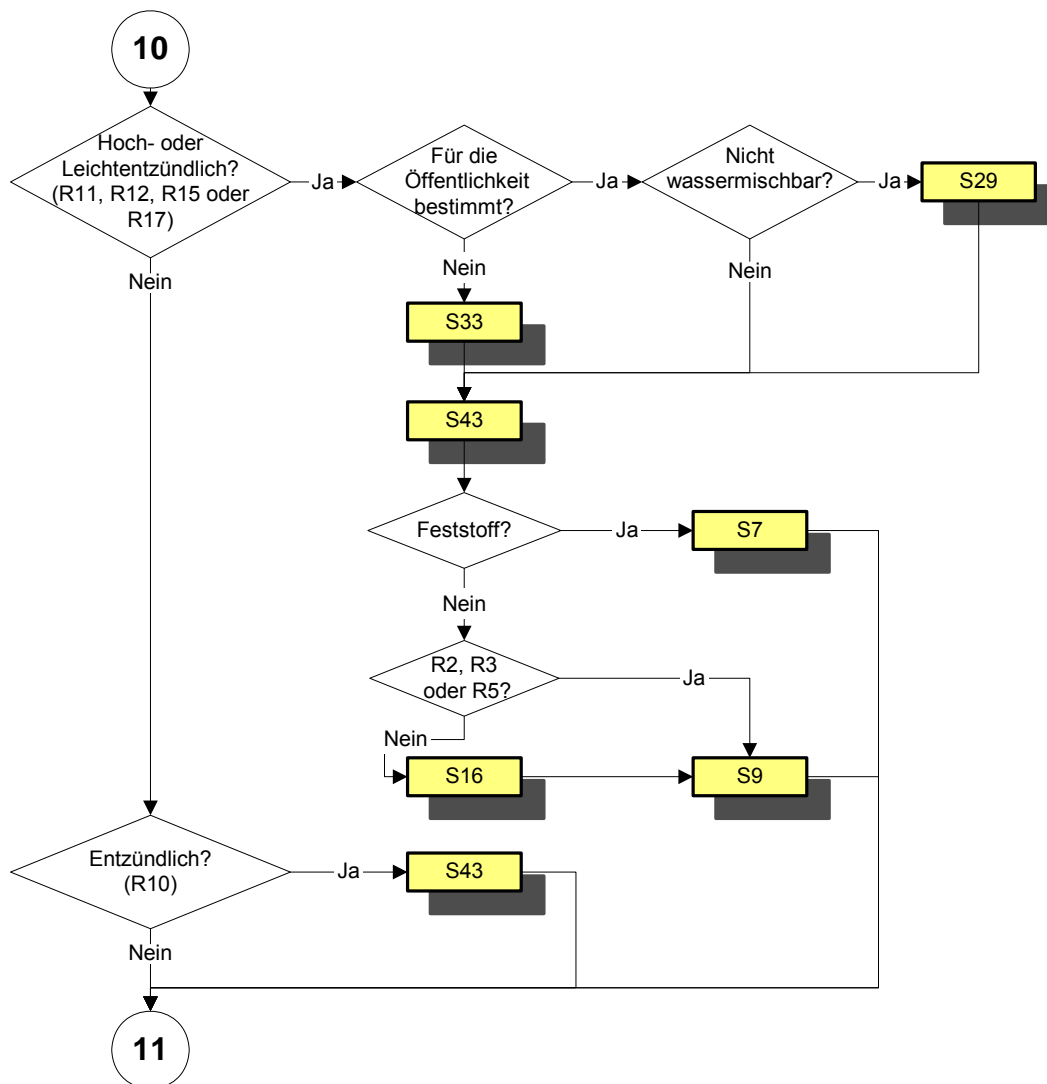 10
Hoch- oder
Leichtentzündlich?
(R11, R12, R15 oder
R17)
Ja
Für die
Öffentlichkeit
bestimmt?
Ja
Nicht
wassermischbar?
Ja
S29
Nein
Nein
Nein
S33
S43
Feststoff?
Ja
S7
Nein
R2, R3
oder R5?
Ja
Nein
S16
S9
Entzündlich?
(R10)
Ja
S43
Nein
11